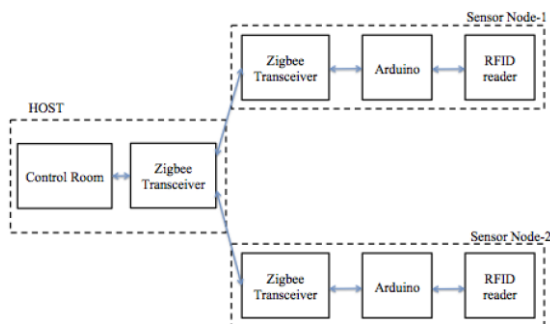 Sensor Node-1
Zigbee
Transceiver
Arduino
RFID
reader
HOST
Control Room
Zigbee
Transceiver
Sensor Node-2
Zigbee
Transceiver
Arduino
RFID
reader